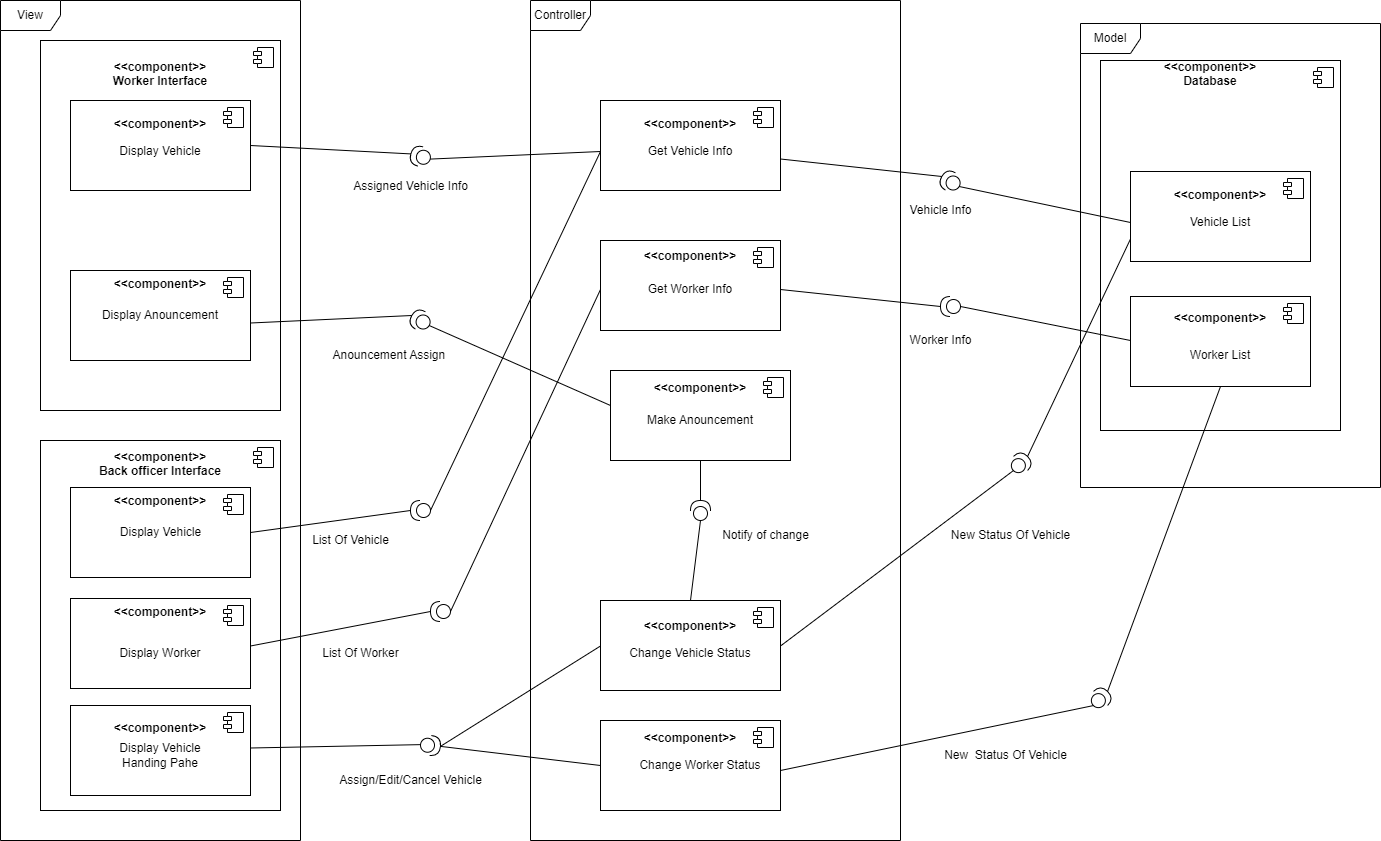 View
<<component>>
Worker Interface
<<component>>
Display Vehicle
<<component>>
Display Anouncement
<<component>>
Back officer Interface
<<component>>
Display Vehicle
<<component>>
Display Worker
<<component>>
Display Vehicle
Handing Pahe
Assigned Vehicle Info
Anouncement Assign
List Of Vehicle
List Of Worker
Assign/Edit/Cancel Vehicle
Controller
<<component>>
Get Vehicle Info
<<component>>
Get Worker Info
<<component>>
Make Anouncement
Notify of change
<<component>>
Change Vehicle Status
<<component>>
Change Worker Status
Vehicle Info
Worker Info
New Status Of Vehicle
New  Status Of Vehicle
Model
<<component>>
Database
<<component>>
Vehicle List
<<component>>
Worker List